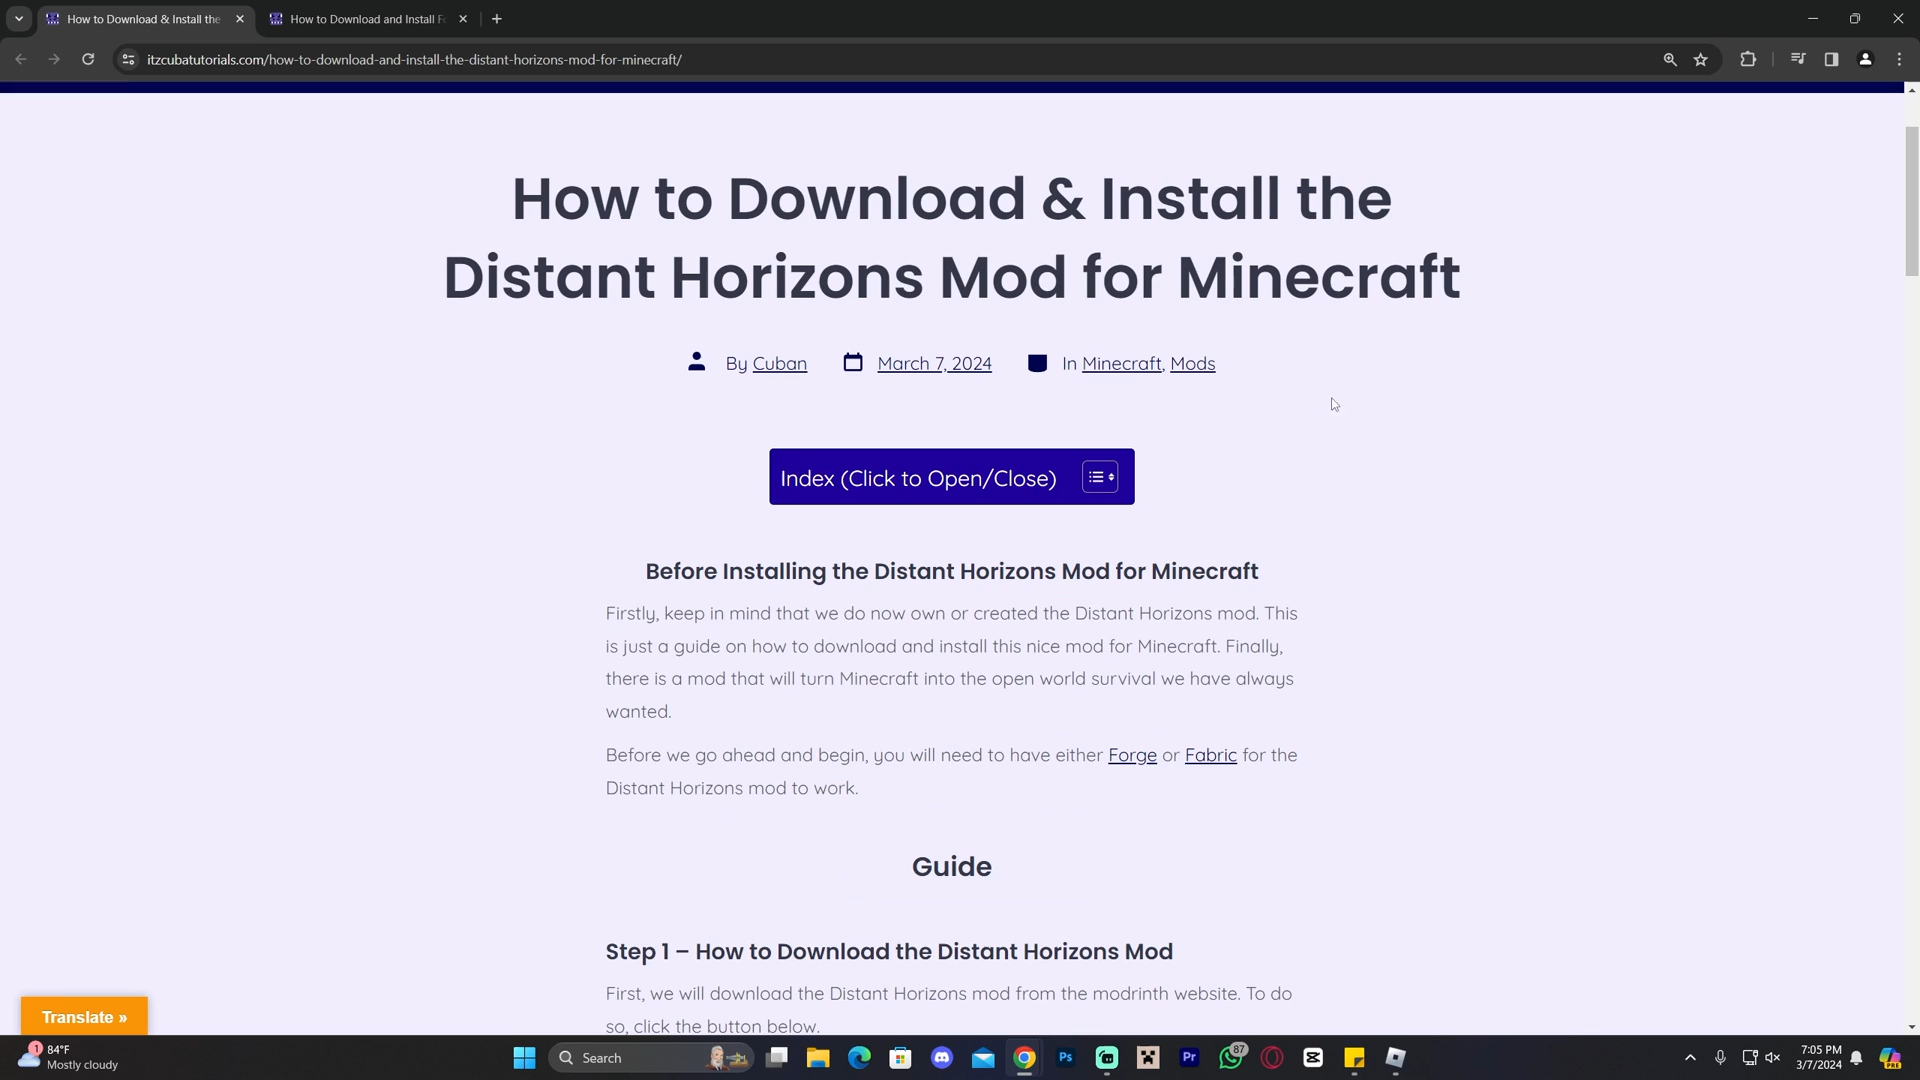 How to Download & Install the
How to Download and Install Fo
itzcubatutorials.com/how-to-download-and-install-the-distant-horizons-mod-for-minecraft/
How to Download & Install the
Distant Horizons Mod for Minecraft
By Cuban March 7, 2024 In Minecraft, Mods
Index (Click to Open/Close)
Before Installing the Distant Horizons Mod for Minecraft
Firstly, keep in mind that we do now own or created the Distant Horizons mod. This
is just a guide on how to download and install this nice mod for Minecraft. Finally,
there is a mod that will turn Minecraft into the open world survival we have always
wanted.
Before we go ahead and begin, you will need to have either Forge or Fabric for the
Distant Horizons mod to work.
Guide
Step 1 – How to Download the Distant Horizons Mod
First, we will download the Distant Horizons mod from the modrinth website. To do
so, click the button below.
Translate »
1
84°F
Mostly cloudy
Search
Ps
Pr
87
7:05 PM
3/7/2024
PRE